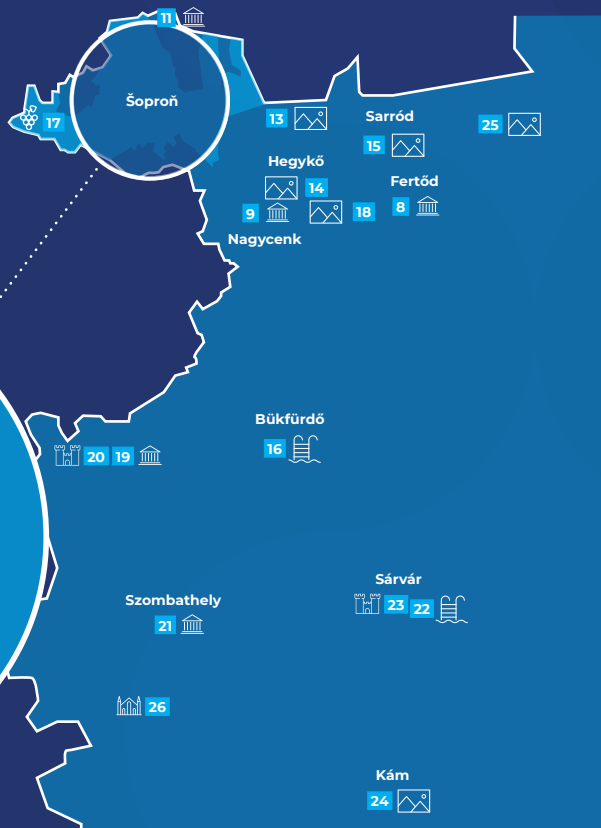 11
Šoproň
17
13
Sarród
25
15
Hegykő
14
Fertőd
9
18
8
Nagycenk
Bükfürdő
16
20 19
Sárvár
23 22
Szombathely
21
26
Kám
24